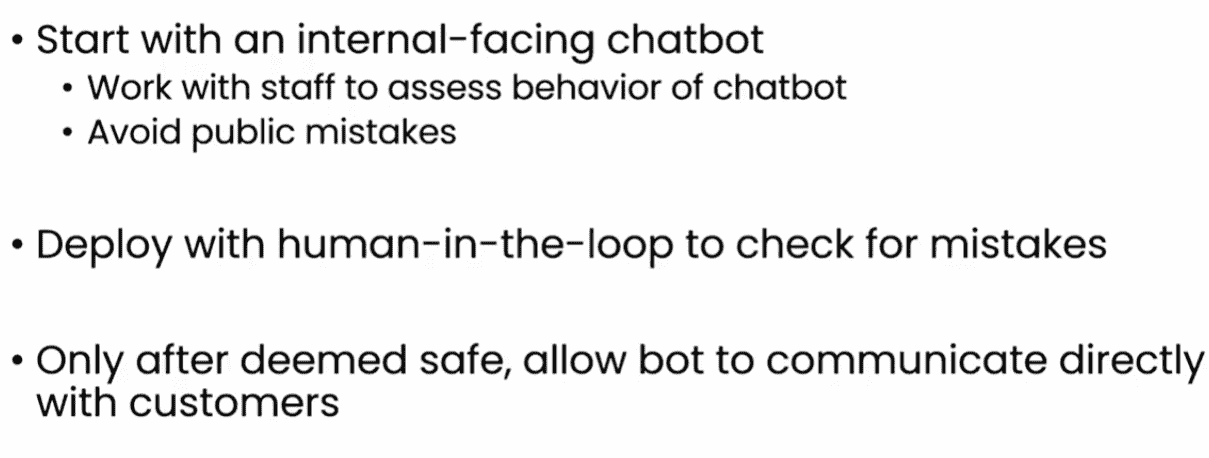 • Start with an internal-facing chatbot
• Work with staff to assess behavior of chatbot
• Avoid public mistakes
• Deploy with human-in-the-loop to check for mistakes
• Only after deemed safe, allow bot to communicate directly
with customers